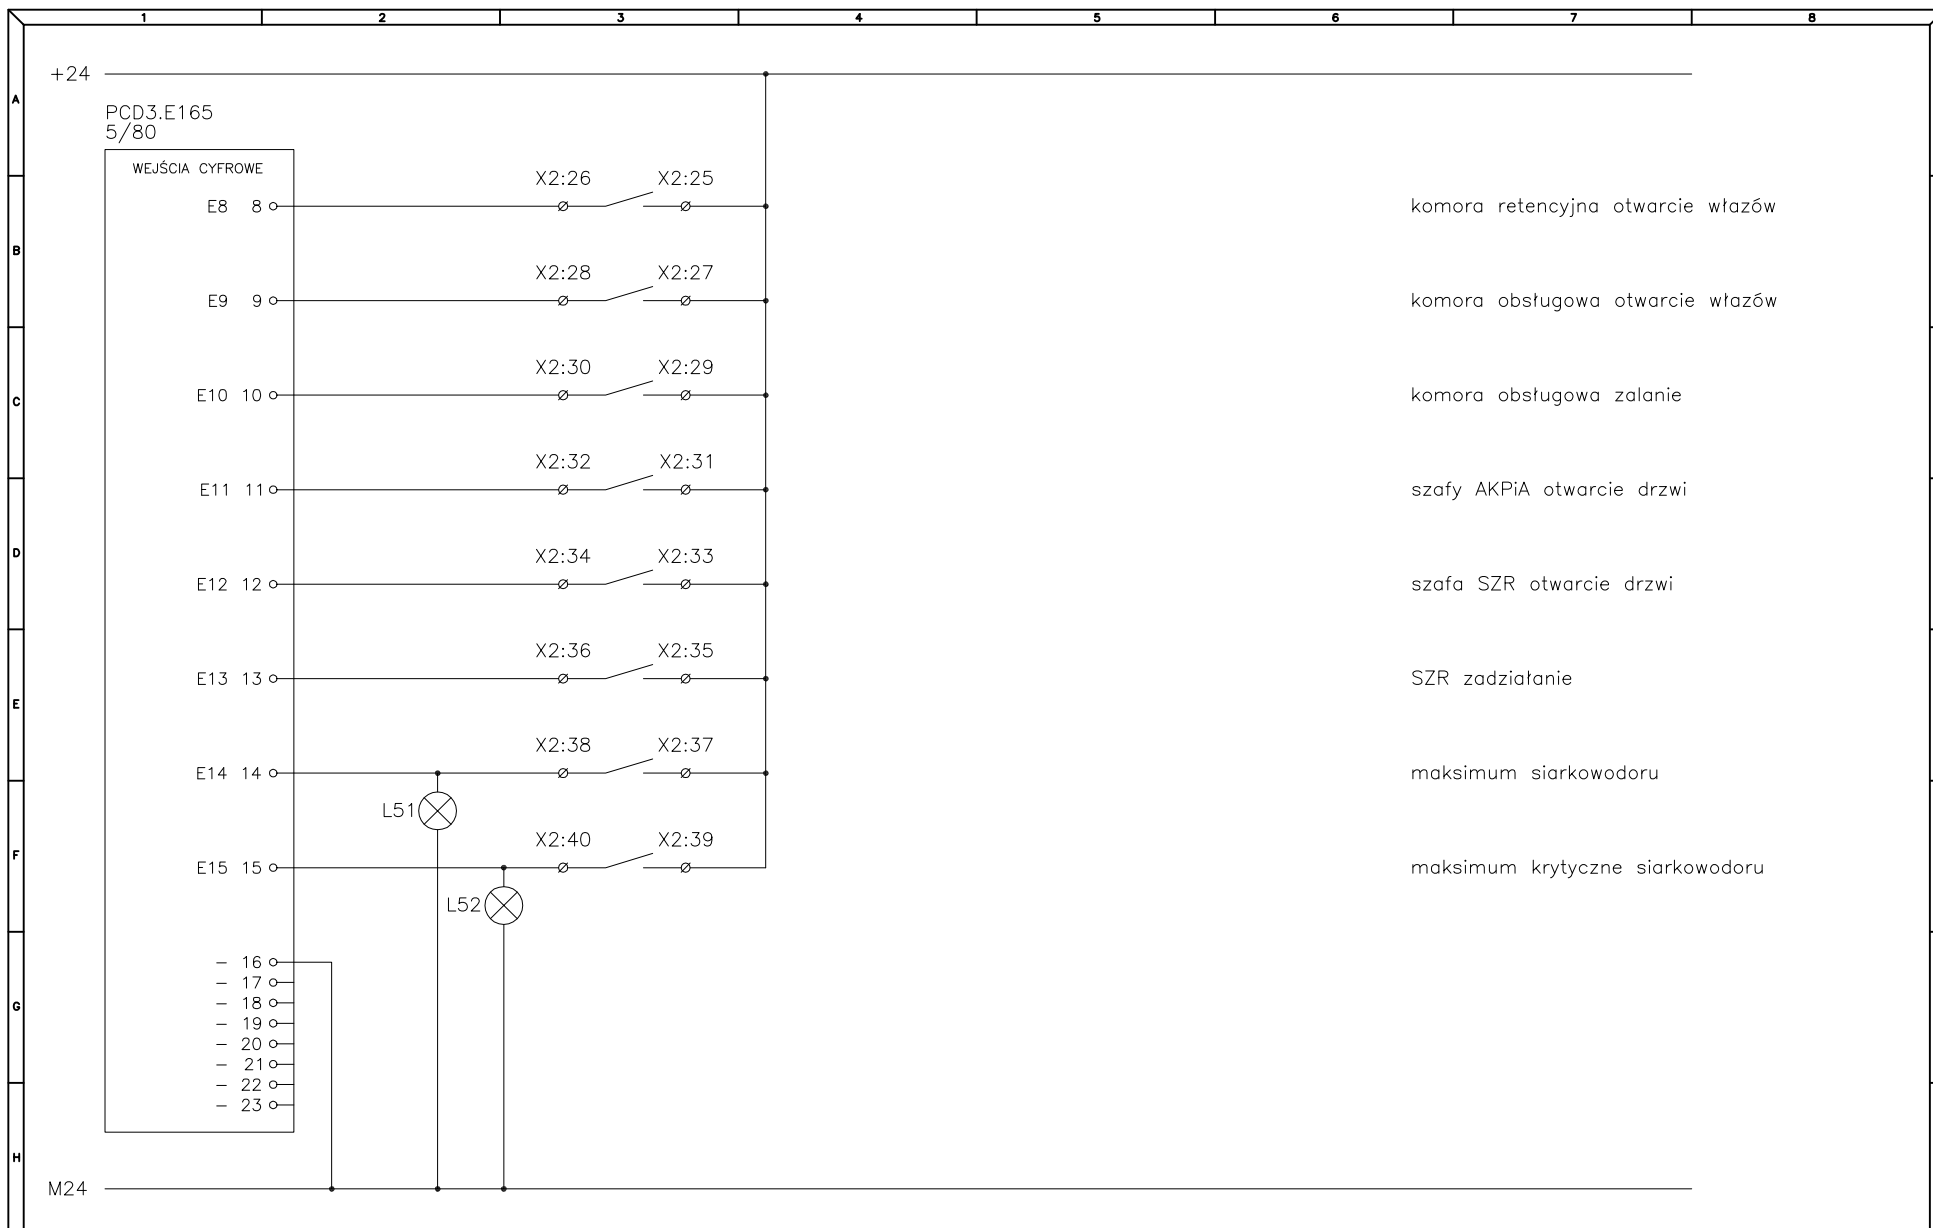 1 2 3 4 5 6 7 8
+24
A
PCD3.E165
5/80
WEJŚCIA CYFROWE
X2:26 X2:25
E8 8 komora retencyjna otwarcie włazów
B
X2:28 X2:27
E9 9 komora obsługowa otwarcie włazów
X2:30 X2:29
E10 10 komora obsługowa zalanie
C
X2:32 X2:31
E11 11 szafy AKPiA otwarcie drzwi
D
X2:34 X2:33
E12 12 szafa SZR otwarcie drzwi
X2:36 X2:35
E13 13 SZR zadziałanie
E
X2:38 X2:37
E14 14 maksimum siarkowodoru
L51
X2:40 X2:39
F
E15 15 maksimum krytyczne siarkowodoru
L52
– 16
– 17
– 18
G
– 19
– 20
– 21
– 22
– 23
H
M24